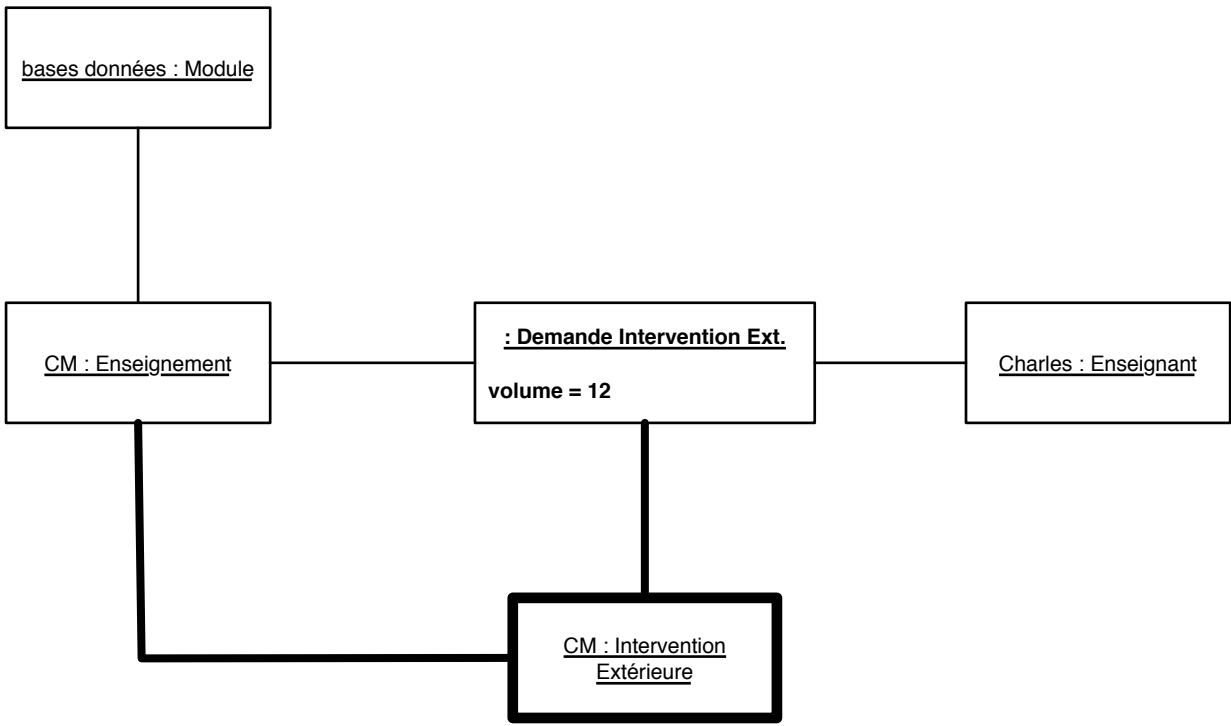 bases données : Module
CM : Enseignement
: Demande Intervention Ext.
volume = 12
Charles : Enseignant
CM : Intervention
Extérieure